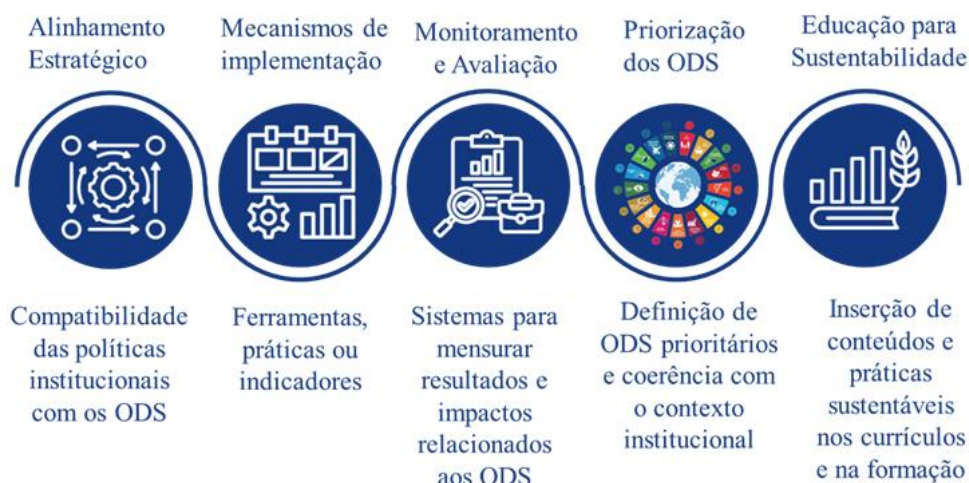 Alinhamento
Estratégico
Mecanismos de
implementação
Monitoramento
e Avaliação
Priorização
dos ODS
Educação para
Sustentabilidade
Compatibilidade
das políticas
institucionais
com os ODS
Ferramentas,
práticas ou
indicadores
Sistemas para
mensurar
resultados e
impactos
relacionados
aos ODS
Definição de
ODS prioritários
e coerência com
o contexto
institucional
Inserção de
conteúdos e
práticas
sustentáveis
nos currículos
e na formação